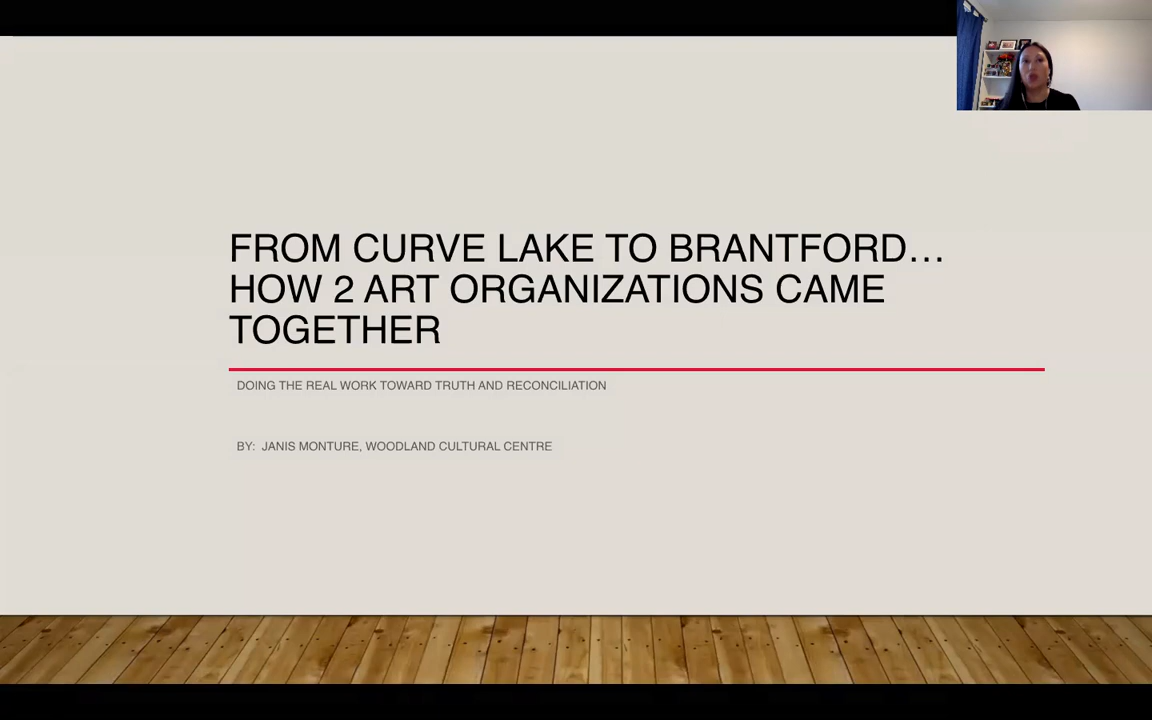 FROM CURVE LAKE TO BRANTFORD...
HOW 2 ART ORGANIZATIONS CAME
TOGETHER
DOING THE REAL WORK TOWARD TRUTH AND RECONCILIATION
BY:  JANIS MONTURE, WOODLAND CULTURAL CENTRE